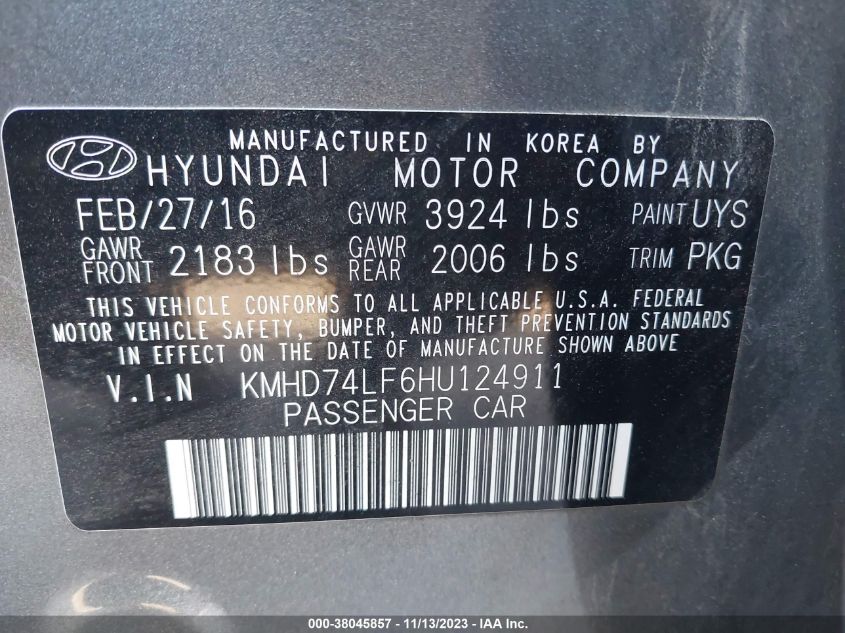 MANUFACTURED IN KOREA BY
HYUNDAI MOTOR COMPANY
FEB/27/16 GVWR 3924 lbs PAINT UYS
GAWR FRONT 2183 lbs GAWR REAR 2006 lbs TRIM PKG
THIS VEHICLE CONFORMS TO ALL APPLICABLE U.S.A. FEDERAL
MOTOR VEHICLE SAFETY, BUMPER, AND THEFT PREVENTION STANDARDS
IN EFFECT ON THE DATE OF MANUFACTURE SHOWN ABOVE
V.I.N KMHD74LF6HU124911
PASSENGER CAR
000-38045857 - 11/13/2023 - IAA Inc.